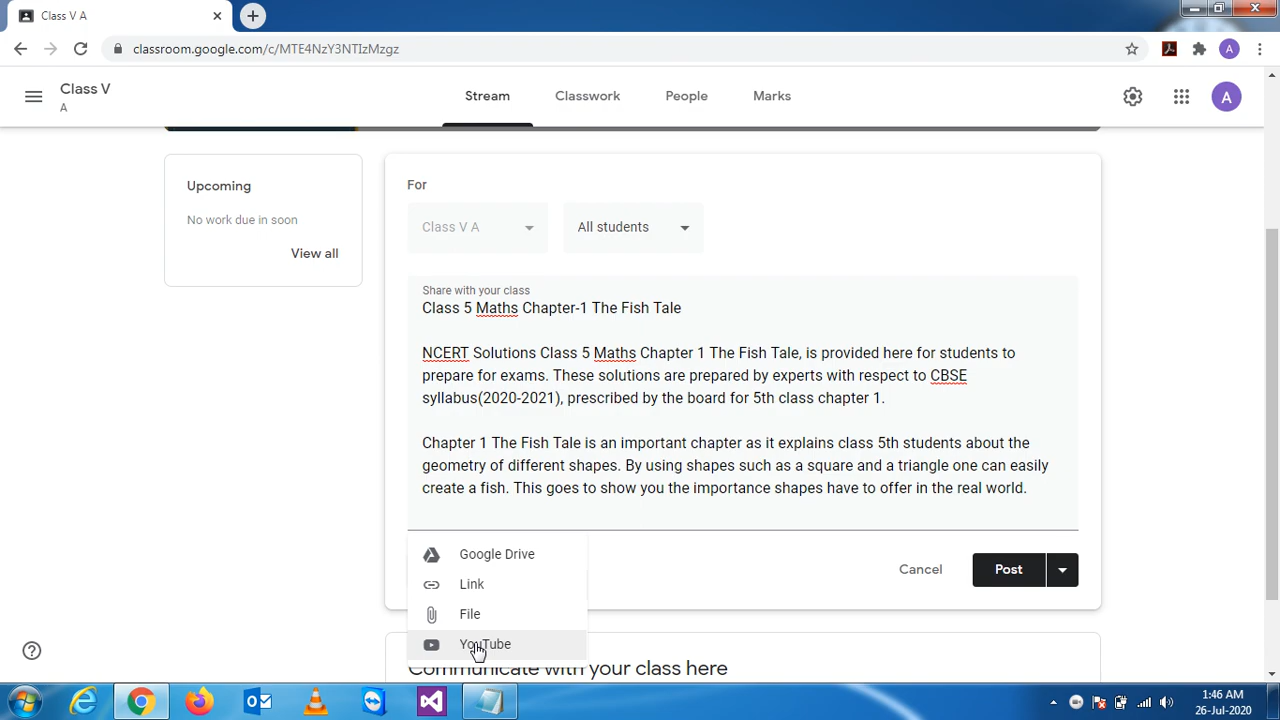 Class V A
classroom.google.com/c/MTE4NzY3NTIzMzgz
A
Class V
A
Stream
Classwork
People
Marks
A
Upcoming
No work due in soon
View all
For
Class V A
All students
Share with your class
Class 5 Maths Chapter-1 The Fish Tale
NCERT Solutions Class 5 Maths Chapter 1 The Fish Tale, is provided here for students to
prepare for exams. These solutions are prepared by experts with respect to CBSE
syllabus(2020-2021), prescribed by the board for 5th class chapter 1.
Chapter 1 The Fish Tale is an important chapter as it explains class 5th students about the
geometry of different shapes. By using shapes such as a square and a triangle one can easily
create a fish. This goes to show you the importance shapes have to offer in the real world.
Google Drive
Link
File
YouTube
Cancel
Post
Communicate with your class here
1:46 AM
26-Jul-2020